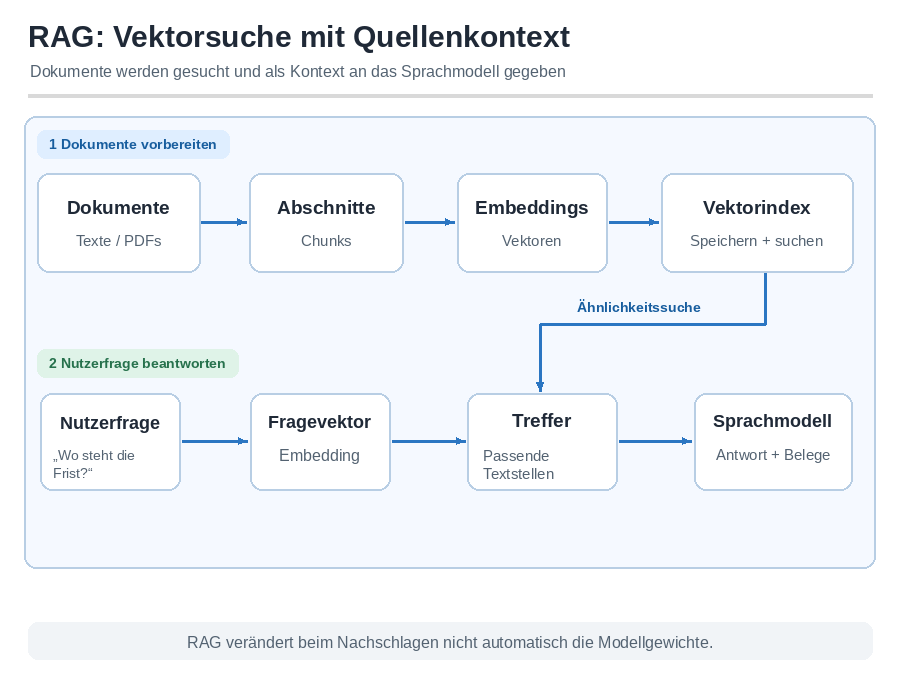 RAG: Vektorsuche mit Quellenkontext
Dokumente werden gesucht und als Kontext an das Sprachmodell gegeben
1 Dokumente vorbereiten
Dokumente
Texte / PDFs
Abschnitte
Chunks
Embeddings
Vektoren
Vektorindex
Speichern + suchen
Ähnlichkeitssuche
2 Nutzerfrage beantworten
Nutzerfrage
„Wo steht die
Frist?“
Fragevektor
Embedding
Treffer
Passende
Textstellen
Sprachmodell
Antwort + Belege
RAG verändert beim Nachschlagen nicht automatisch die Modellgewichte.